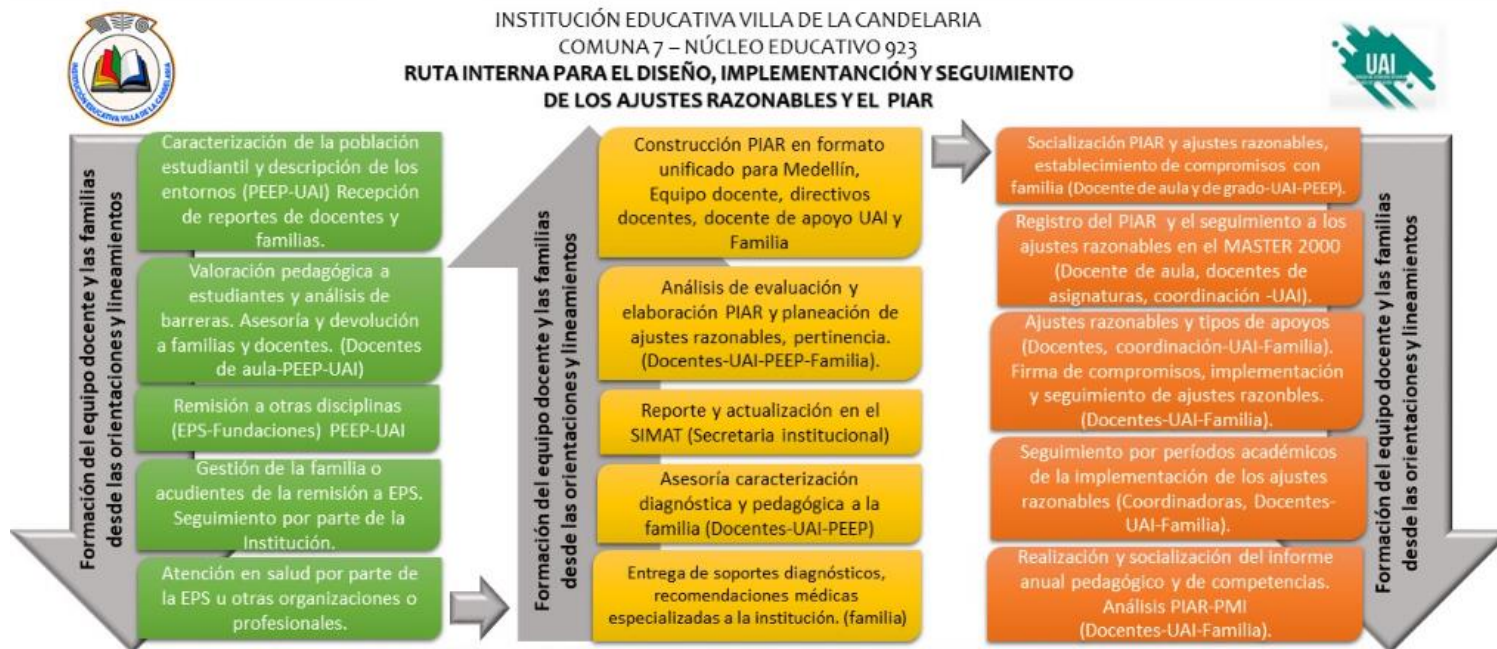 INSTITUCIÓN EDUCATIVA VILLA DE LA CANDELARIA
COMUNA 7 – NÚCLEO EDUCATIVO 923
RUTA INTERNA PARA EL DISEÑO, IMPLEMENTANCIÓN Y SEGUIMIENTO
DE LOS AJUSTES RAZONABLES Y EL PIAR
INSTITUCIÓN EDUCATIVA VILLA DE LA CANDELARIA
UAI
Formación del equipo docente y las familias
desde las orientaciones y lineamientos
Caracterización de la población
estudiantil y descripción de los
entornos (PEEP-UAI) Recepción
de reportes de docentes y
familias.
Valoración pedagógica a
estudiantes y análisis de
barreras. Asesoría y devolución
a familias y docentes. (Docentes
de aula-PEEP-UAI)
Remisión a otras disciplinas
(EPS-Fundaciones) PEEP-UAI
Gestión de la familia o
acudientes de la remisión a EPS.
Seguimiento por parte de la
Institución.
Atención en salud por parte de
la EPS u otras organizaciones o
profesionales.
Formación del equipo docente y las familias
desde las orientaciones y lineamientos
Construcción PIAR en formato
unificado para Medellín,
Equipo docente, directivos
docentes, docente de apoyo UAI y
Familia
Análisis de evaluación y
elaboración PIAR y planeación de
ajustes razonables, pertinencia.
(Docentes-UAI-PEEP-Familia).
Reporte y actualización en el
SIMAT (Secretaria institucional)
Asesoría caracterización
diagnóstica y pedagógica a la
familia (Docentes-UAI-PEEP)
Entrega de soportes diagnósticos,
recomendaciones médicas
especializadas a la institución. (familia)
Socialización PIAR y ajustes razonables,
establecimiento de compromisos con
familia (Docente de aula y de grado-UAI-PEEP).
Registro del PIAR y el seguimiento a los
ajustes razonables en el MASTER 2000
(Docente de aula, docentes de
asignaturas, coordinación -UAI).
Ajustes razonables y tipos de apoyos
(Docentes, coordinación-UAI-Familia).
Firma de compromisos, implementación
y seguimiento de ajustes razonbles.
(Docentes-UAI-Familia).
Seguimiento por períodos académicos
de la implementación de los ajustes
razonables (Coordinadoras, Docentes-
UAI-Familia).
Realización y socialización del informe
anual pedagógico y de competencias.
Análisis PIAR-PMI
(Docentes-UAI-Familia).
Formación del equipo docente y las familias
desde las orientaciones y lineamientos